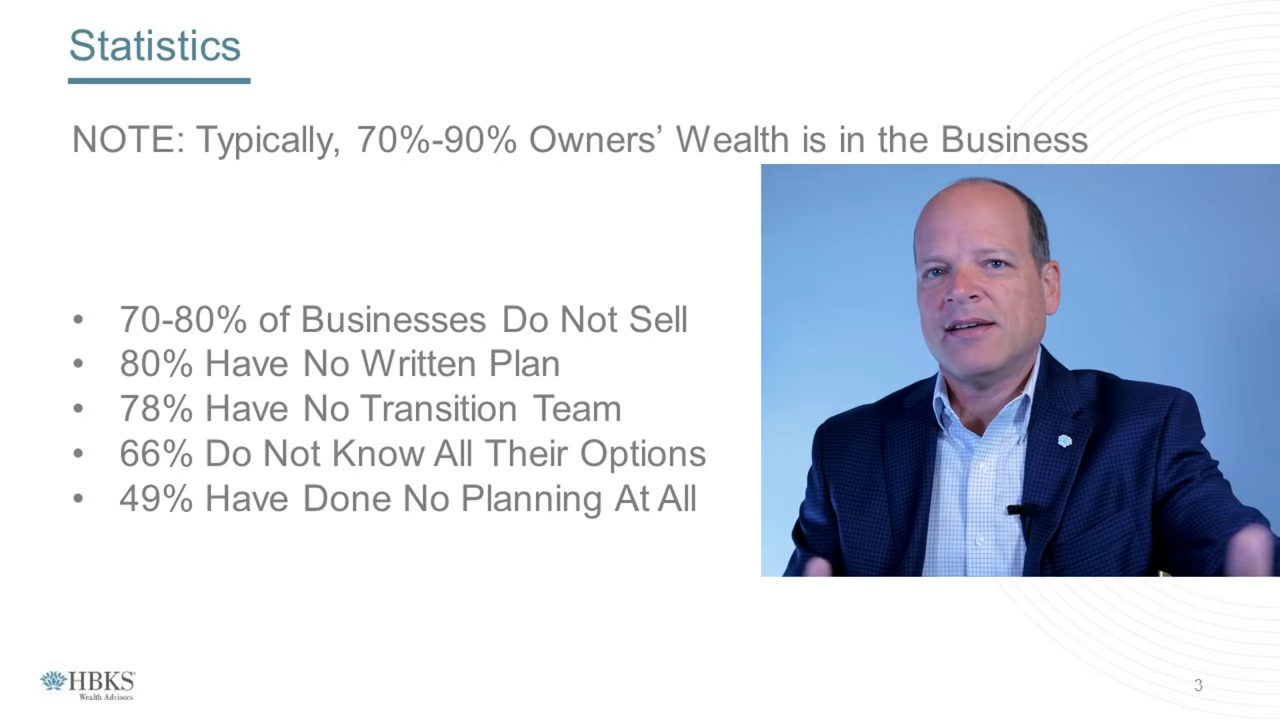 Statistics
NOTE: Typically, 70%-90% Owners’ Wealth is in the Business
• 70-80% of Businesses Do Not Sell
• 80% Have No Written Plan
• 78% Have No Transition Team
• 66% Do Not Know All Their Options
• 49% Have Done No Planning At All
HBKS
Wealth Advisors
3